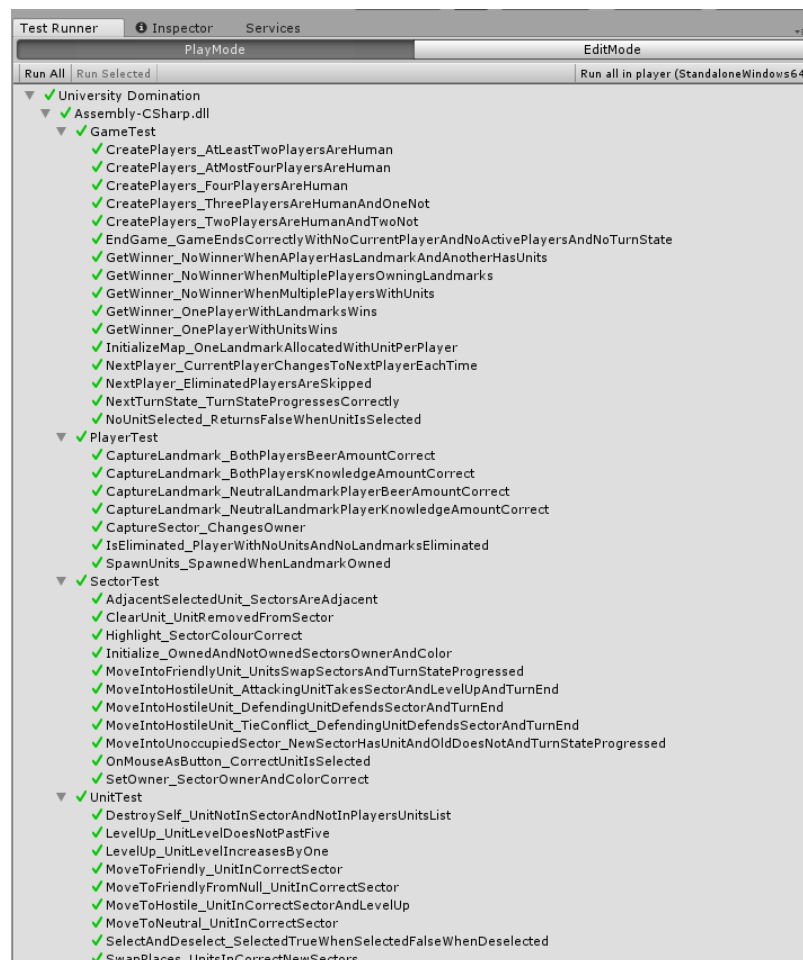 Test Runner Inspector Services
PlayMode EditMode
Run All Run Selected Run all in player (StandaloneWindows64
University Domination
Assembly-CSharp.dll
GameTest
CreatePlayers_AtLeastTwoPlayersAreHuman
CreatePlayers_AtMostFourPlayersAreHuman
CreatePlayers_FourPlayersAreHuman
CreatePlayers_ThreePlayersAreHumanAndOneNot
CreatePlayers_TwoPlayersAreHumanAndTwoNot
EndGame_GameEndsCorrectlyWithNoCurrentPlayerAndNoActivePlayersAndNoTurnState
GetWinner_NoWinnerWhenAPlayerHasLandmarkAndAnotherHasUnits
GetWinner_NoWinnerWhenMultiplePlayersOwningLandmarks
GetWinner_NoWinnerWhenMultiplePlayersWithUnits
GetWinner_OnePlayerWithLandmarksWins
GetWinner_OnePlayerWithUnitsWins
InitializeMap_OneLandmarkAllocatedWithUnitPerPlayer
NextPlayer_CurrentPlayerChangesToNextPlayerEachTime
NextPlayer_EliminatedPlayersAreSkipped
NextTurnState_TurnStateProgressesCorrectly
NoUnitSelected_ReturnsFalseWhenUnitIsSelected
PlayerTest
CaptureLandmark_BothPlayersBeerAmountCorrect
CaptureLandmark_BothPlayersKnowledgeAmountCorrect
CaptureLandmark_NeutralLandmarkPlayerBeerAmountCorrect
CaptureLandmark_NeutralLandmarkPlayerKnowledgeAmountCorrect
CaptureSector_ChangesOwner
IsEliminated_PlayerWithNoUnitsAndNoLandmarksEliminated
SpawnUnits_SpawnedWhenLandmarkOwned
SectorTest
AdjacentSelectedUnit_SectorsAreAdjacent
ClearUnit_UnitRemovedFromSector
Highlight_SectorColourCorrect
Initialize_OwnedAndNotOwnedSectorsOwnerAndColor
MoveIntoFriendlyUnit_UnitsSwapSectorsAndTurnStateProgressed
MoveIntoHostileUnit_AttackingUnitTakesSectorAndLevelUpAndTurnEnd
MoveIntoHostileUnit_DefendingUnitDefendsSectorAndTurnEnd
MoveIntoHostileUnit_TieConflict_DefendingUnitDefendsSectorAndTurnEnd
MoveIntoUnoccupiedSector_NewSectorHasUnitAndOldDoesNotAndTurnStateProgressed
OnMouseAsButton_CorrectUnitIsSelected
SetOwner_SectorOwnerAndColorCorrect
UnitTest
DestroySelf_UnitNotInSectorAndNotInPlayersUnitsList
LevelUp_UnitLevelDoesNotPastFive
LevelUp_UnitLevelIncreasesByOne
MoveToFriendly_UnitInCorrectSector
MoveToFriendlyFromNull_UnitInCorrectSector
MoveToHostile_UnitInCorrectSectorAndLevelUp
MoveToNeutral_UnitInCorrectSector
SelectAndDeselect_SelectedTrueWhenSelectedFalseWhenDeselected
SwapPlaces_UnitsInCorrectNewSectors